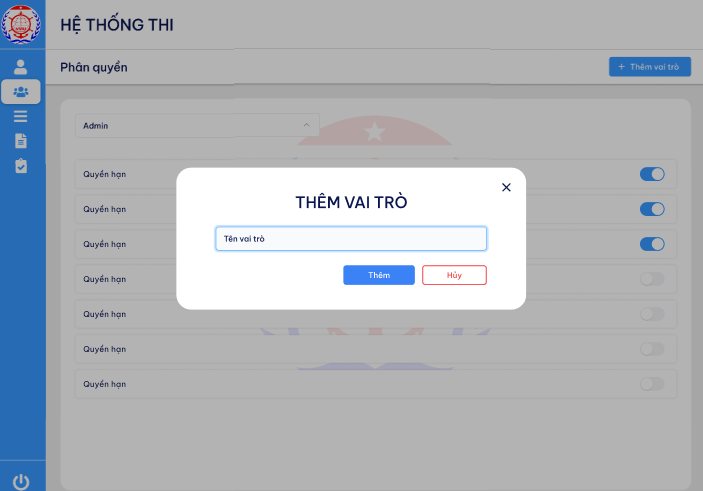 HỆ THỐNG THI
Phân quyền
+ Thêm vai trò
Admin
Quyền hạn
Quyền hạn
Quyền hạn
Quyền hạn
Quyền hạn
Quyền hạn
Quyền hạn
THÊM VAI TRÒ
Tên vai trò
Thêm
Hủy